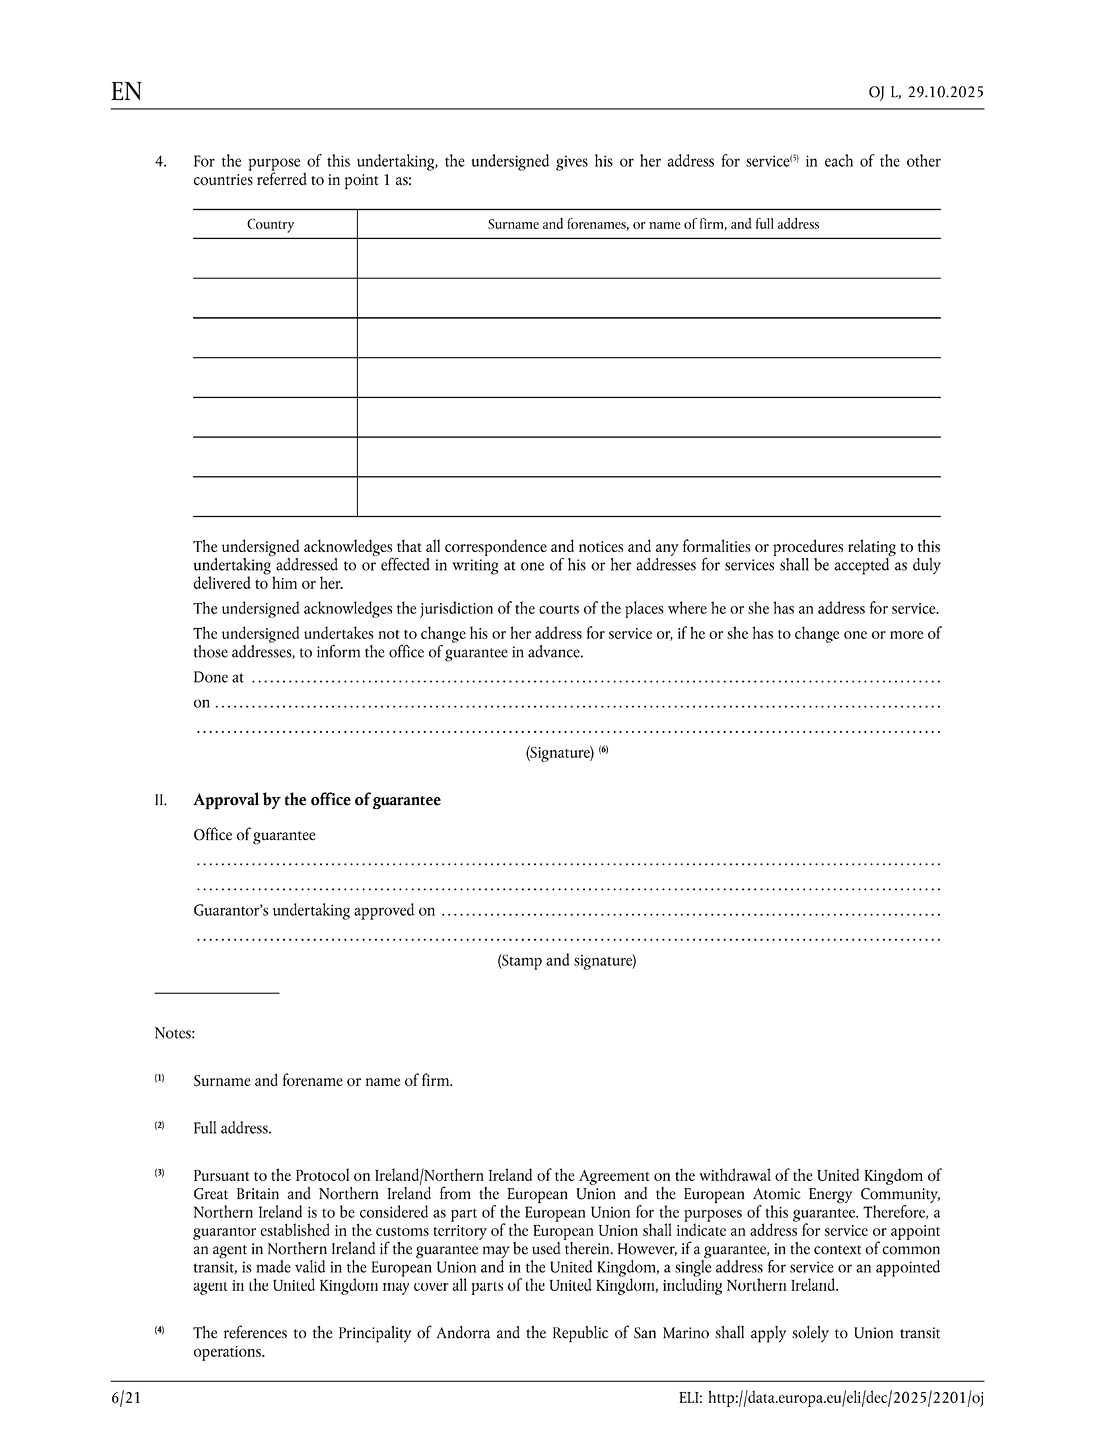 EN
OJ L, 29.10.2025
4. For the purpose of this undertaking, the undersigned gives his or her address for service(5) in each of the other
countries referred to in point 1 as:
Country
Surname and forenames, or name of firm, and full address
The undersigned acknowledges that all correspondence and notices and any formalities or procedures relating to this
undertaking addressed to or effected in writing at one of his or her addresses for services shall be accepted as duly
delivered to him or her.
The undersigned acknowledges the jurisdiction of the courts of the places where he or she has an address for service.
The undersigned undertakes not to change his or her address for service or, if he or she has to change one or more of
those addresses, to inform the office of guarantee in advance.
Done at
on
(Signature) (6)
II. Approval by the office of guarantee
Office of guarantee
Guarantor's undertaking approved on
(Stamp and signature)
Notes:
(1) Surname and forename or name of firm.
(2) Full address.
(3) Pursuant to the Protocol on Ireland/Northern Ireland of the Agreement on the withdrawal of the United Kingdom of
Great Britain and Northern Ireland from the European Union and the European Atomic Energy Community,
Northern Ireland is to be considered as part of the European Union for the purposes of this guarantee. Therefore, a
guarantor established in the customs territory of the European Union shall indicate an address for service or appoint
an agent in Northern Ireland if the guarantee may be used therein. However, if a guarantee, in the context of common
transit, is made valid in the European Union and in the United Kingdom, a single address for service or an appointed
agent in the United Kingdom may cover all parts of the United Kingdom, including Northern Ireland.
(4) The references to the Principality of Andorra and the Republic of San Marino shall apply solely to Union transit
operations.
6/21
ELI: http://data.europa.eu/eli/dec/2025/2201/oj